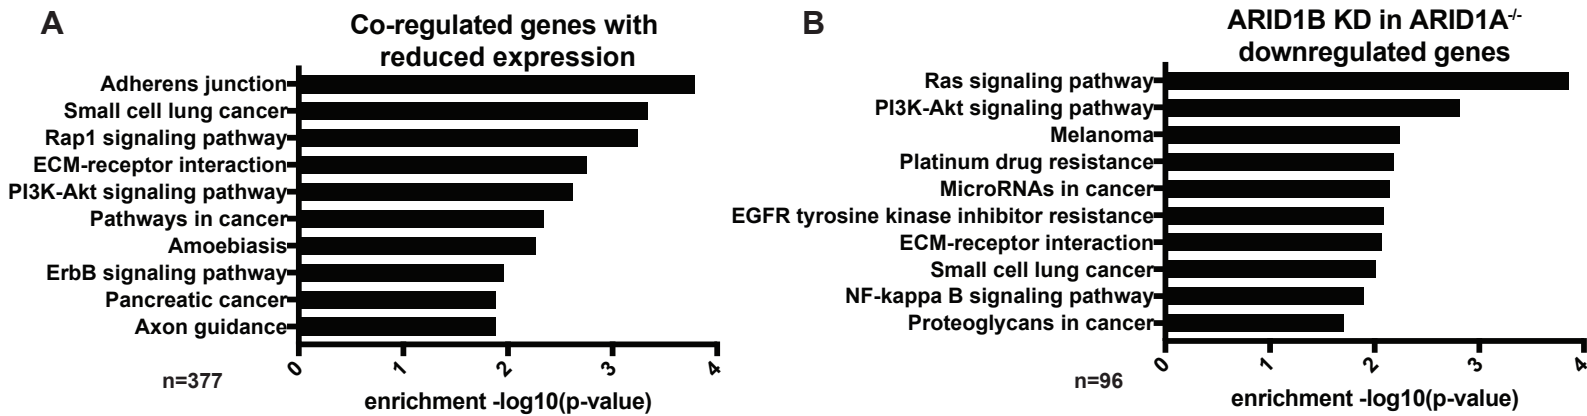 A
Co-regulated genes with
reduced expression
Adherens junction
Small cell lung cancer
Rap1 signaling pathway
ECM-receptor interaction
PI3K-Akt signaling pathway
Pathways in cancer
Amoebiasis
ErbB signaling pathway
Pancreatic cancer
Axon guidance
0 1 2 3 4
n=377
enrichment -log10(p-value)
B
ARID1B KD in ARID1A-/-
downregulated genes
Ras signaling pathway
PI3K-Akt signaling pathway
Melanoma
Platinum drug resistance
MicroRNAs in cancer
EGFR tyrosine kinase inhibitor resistance
ECM-receptor interaction
Small cell lung cancer
NF-kappa B signaling pathway
Proteoglycans in cancer
0 1 2 3 4
n=96
enrichment -log10(p-value)